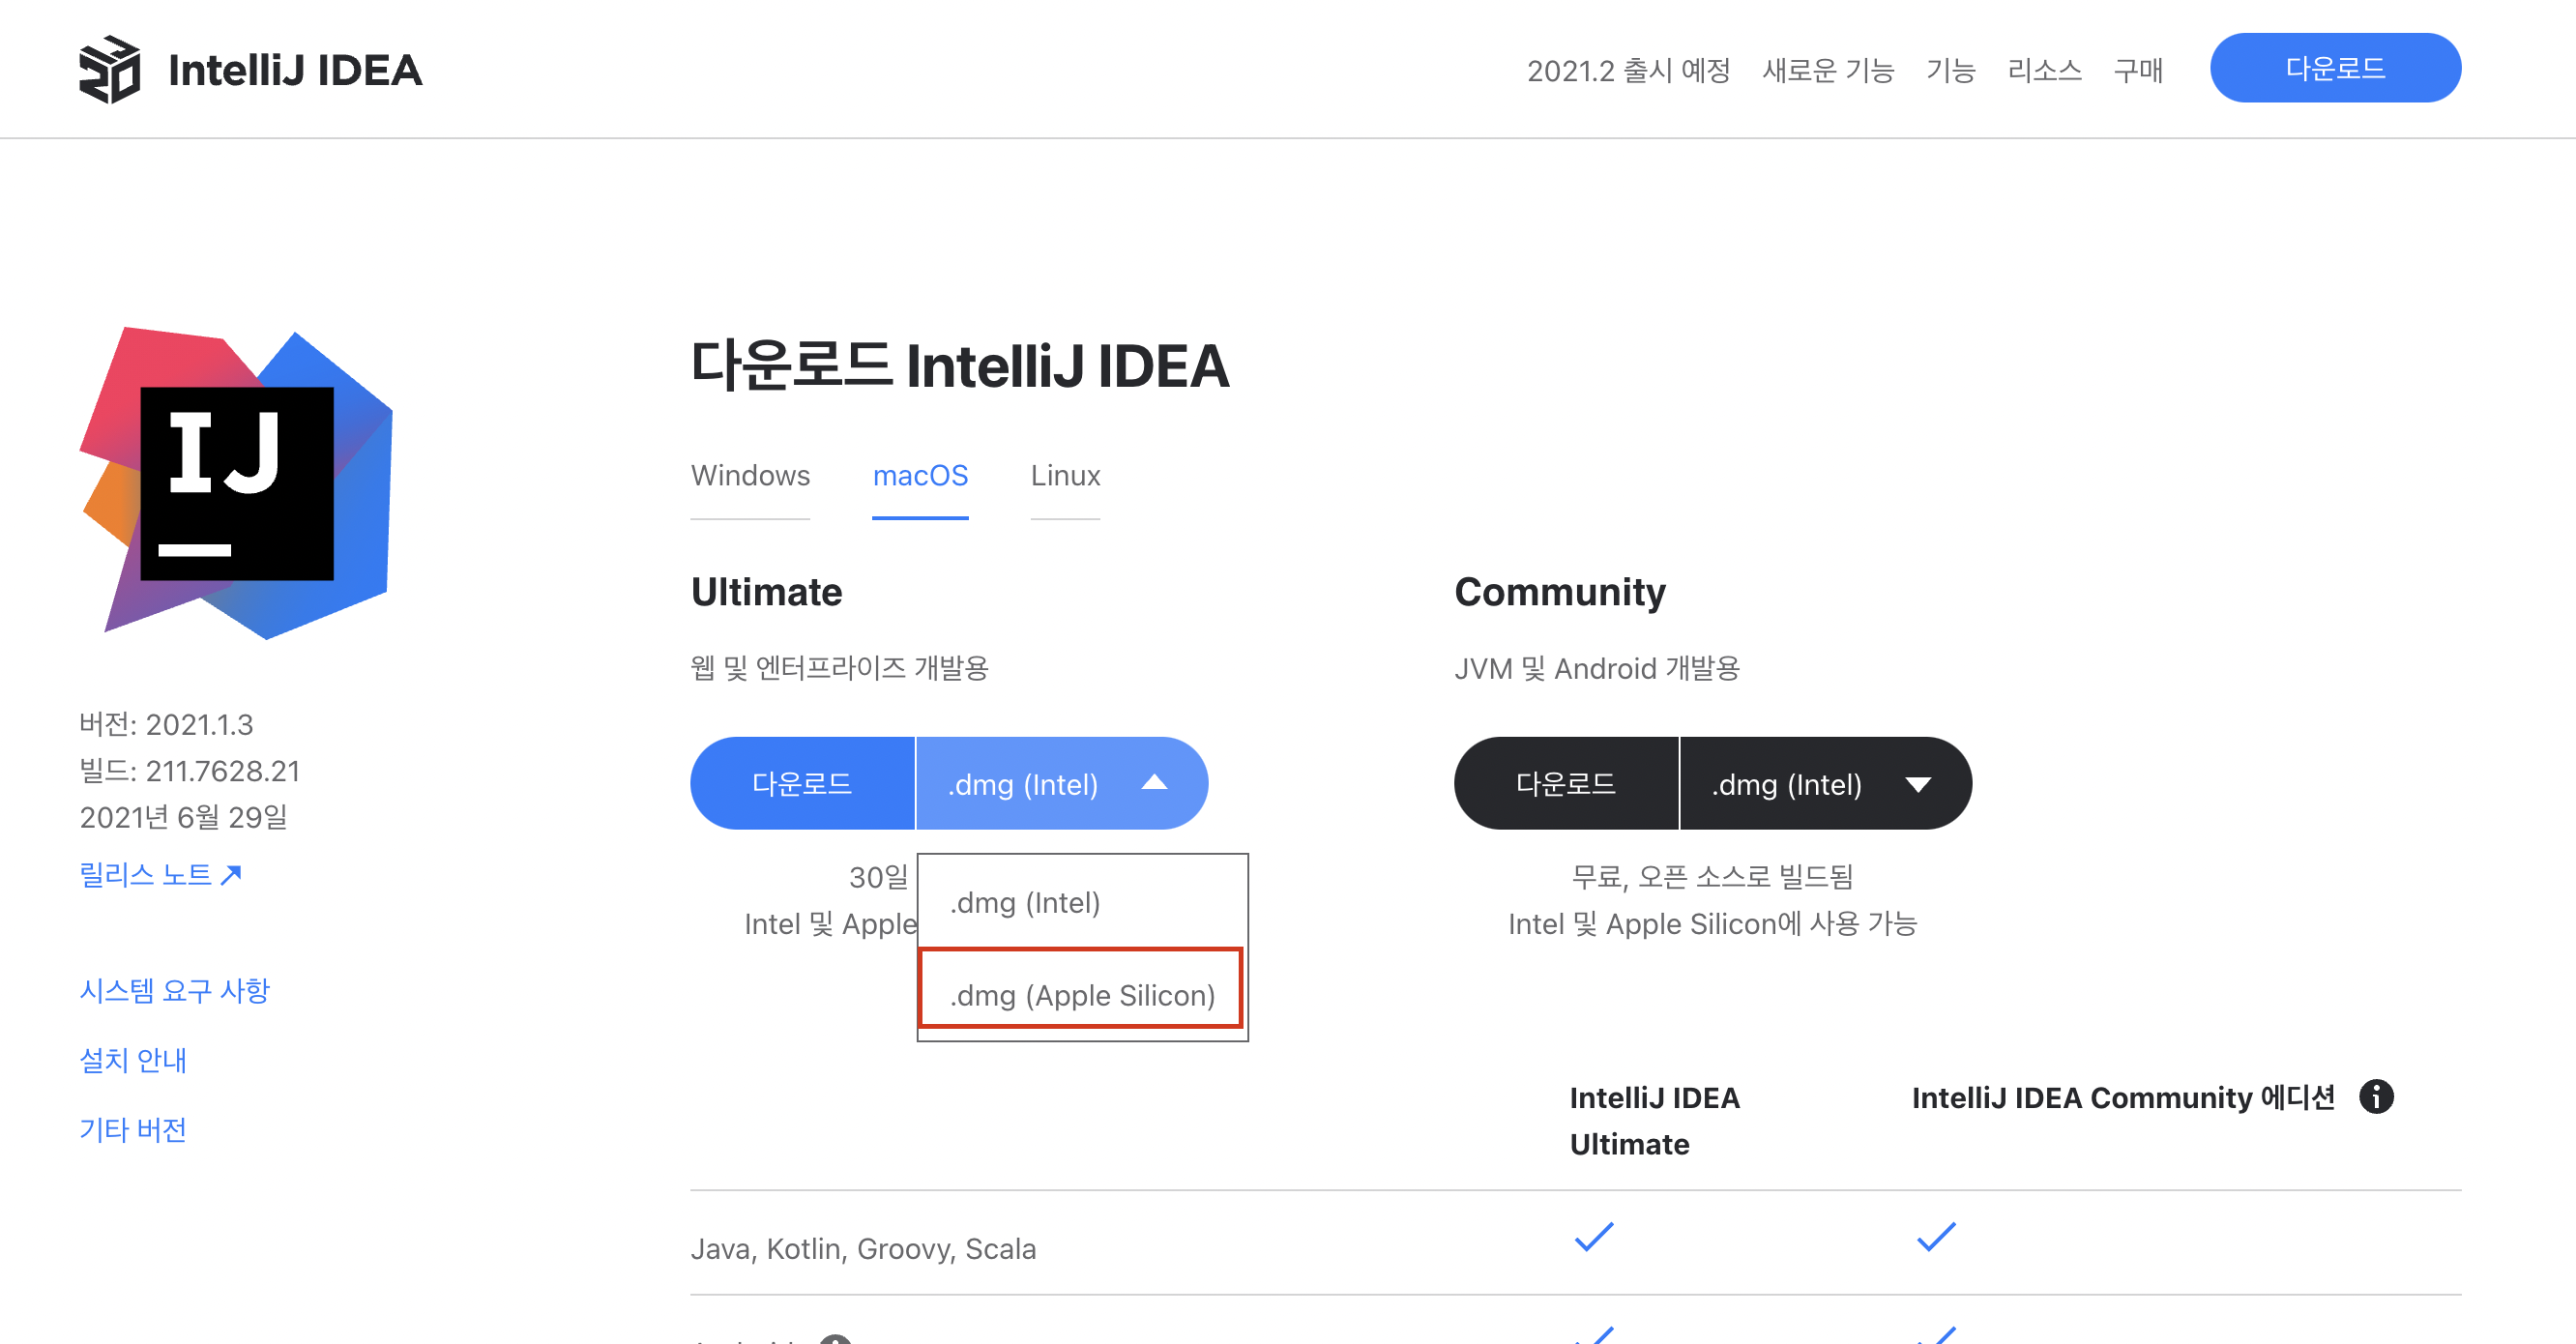 IntelliJ IDEA
2021.2 출시 예정 새로운 기능 기능 리소스 구매 다운로드
IJ
버전: 2021.1.3
빌드: 211.7628.21
2021년 6월 29일
릴리스 노트
시스템 요구 사항
설치 안내
기타 버전
다운로드 IntelliJ IDEA
Windows macOS Linux
Ultimate
웹 및 엔터프라이즈 개발용
다운로드 .dmg (Intel)
30일
Intel 및 Apple
.dmg (Intel)
.dmg (Apple Silicon)
Community
JVM 및 Android 개발용
다운로드 .dmg (Intel)
무료, 오픈 소스로 빌드됨
Intel 및 Apple Silicon에 사용 가능
IntelliJ IDEA
Ultimate
IntelliJ IDEA Community 에디션
Java, Kotlin, Groovy, Scala